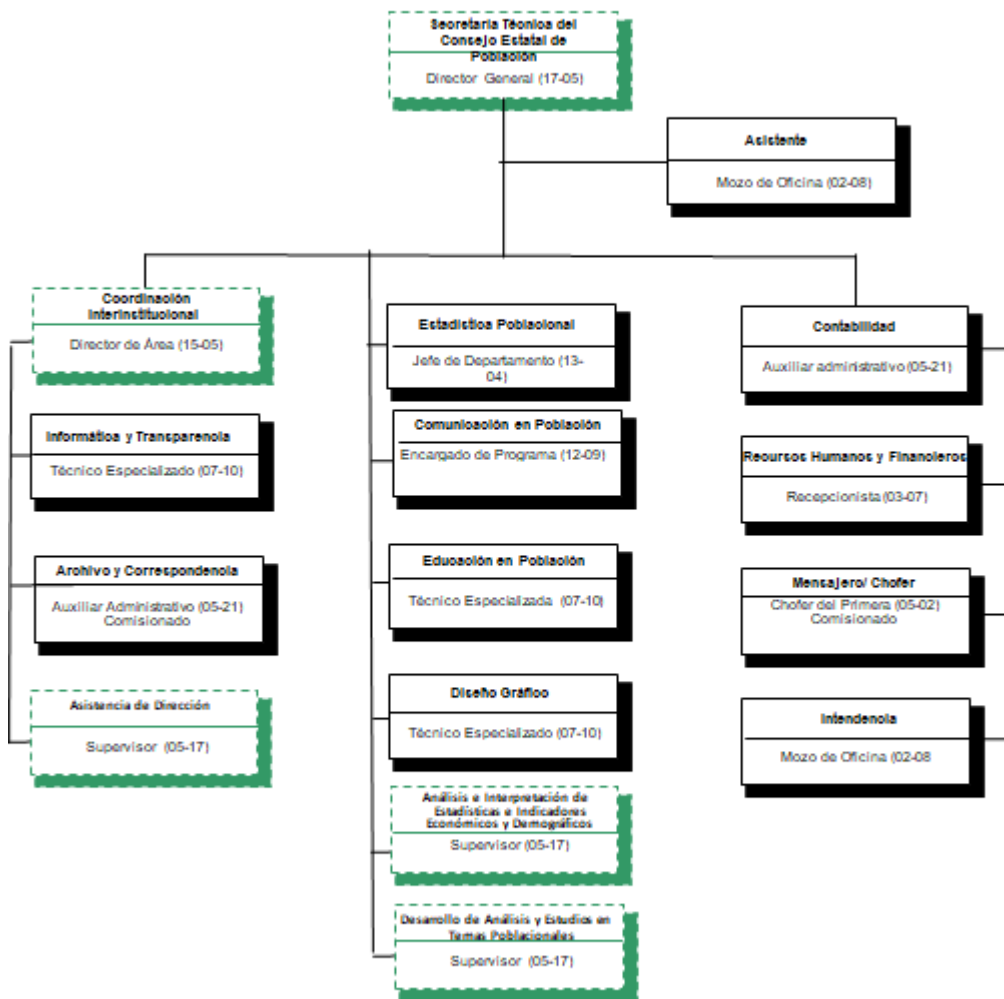 Secretaria Técnica del
Consejo Estatal de
Población
Director General (17-05)
Asistente
Mozo de Oficina (02-08)
Coordinación
Interinstitucional
Director de Área (15-05)
Informática y Transparencia
Técnico Especializado (07-10)
Archivo y Correspondencia
Auxiliar Administrativo (05-21)
Comisionado
Asistencia de Dirección
Supervisor (05-17)
Estadística Poblacional
Jefe de Departamento (13-
04)
Comunicación en Población
Encargado de Programa (12-09)
Educación en Población
Técnico Especializada (07-10)
Diseño Gráfico
Técnico Especializado (07-10)
Análisis e Interpretación de
Estadísticas e Indicadores
Económicos y Demográficos
Supervisor (05-17)
Desarrollo de Análisis y Estudios en
Temas Poblacionales
Supervisor (05-17)
Contabilidad
Auxiliar administrativo (05-21)
Recursos Humanos y Financieros
Recepcionista (03-07)
Mensajero/ Chofer
Chofer del Primera (05-02)
Comisionado
Intendencia
Mozo de Oficina (02-08